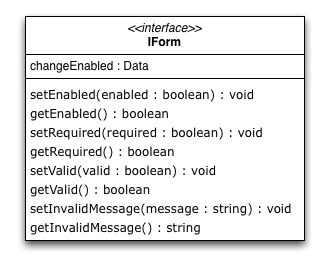 <<interface>>
IForm
changeEnabled : Data
setEnabled(enabled : boolean) : void
getEnabled() : boolean
setRequired(required : boolean) : void
getRequired() : boolean
setValid(valid : boolean) : void
getValid() : boolean
setInvalidMessage(message : string) : void
getInvalidMessage() : string